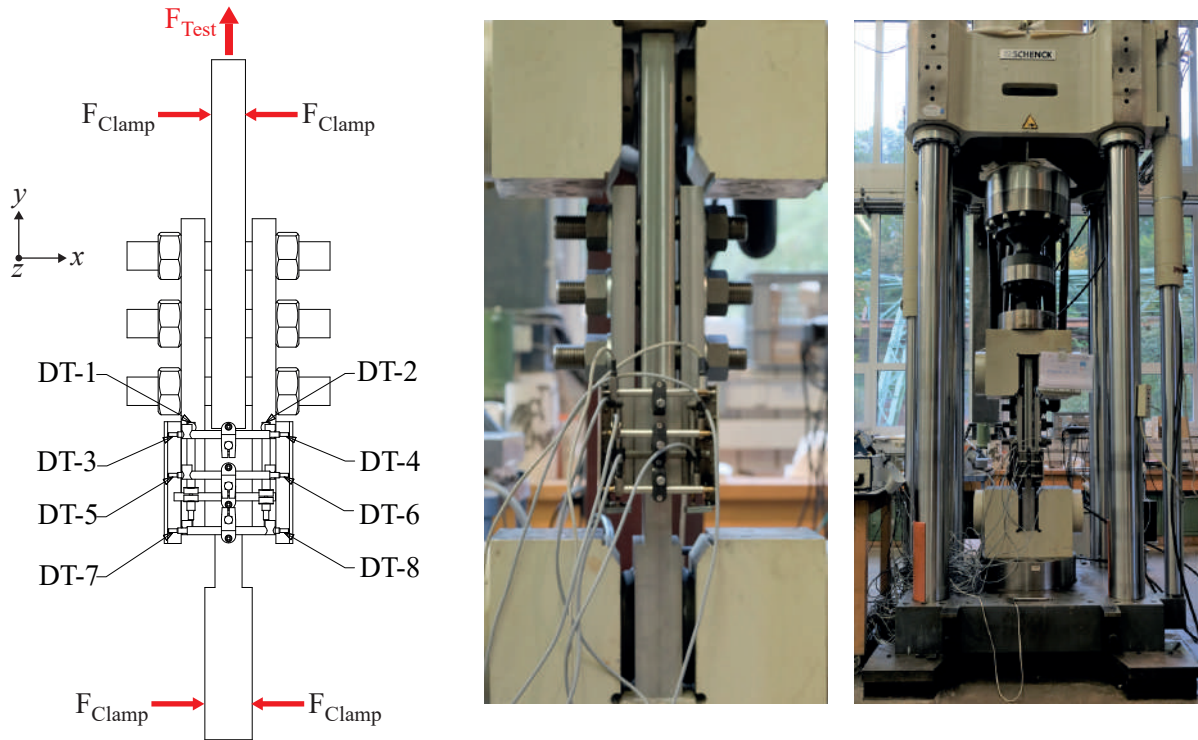 F_Test
F_Clamp F_Clamp
y
z x
DT-1 DT-2
DT-3 DT-4
DT-5 DT-6
DT-7 DT-8
F_Clamp F_Clamp
SCHENCK